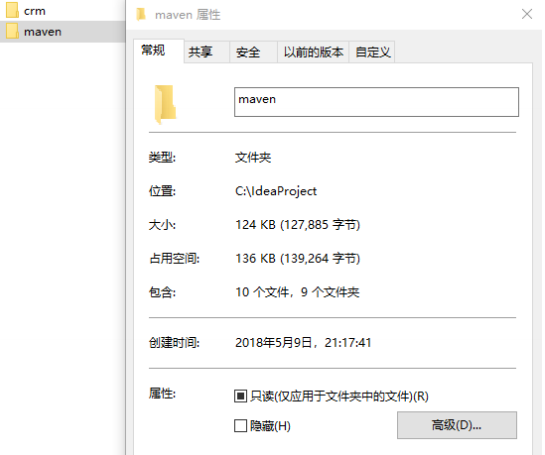 crm
maven
maven 属性
常规 共享 安全 以前的版本 自定义
maven
类型: 文件夹
位置: C:\IdeaProject
大小: 124 KB (127,885 字节)
占用空间: 136 KB (139,264 字节)
包含: 10 个文件，9 个文件夹
创建时间: 2018年5月9日，21:17:41
属性: 只读(仅应用于文件夹中的文件)(R)
隐藏(H) 高级(D)...